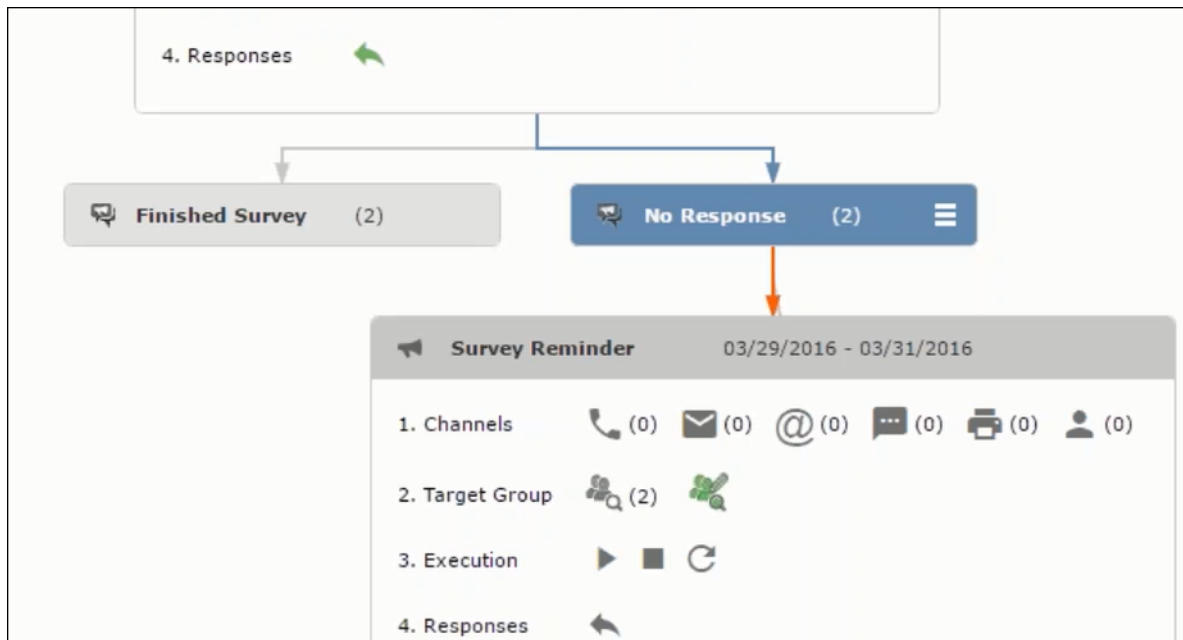 4. Responses
Finished Survey (2)
No Response (2)
Survey Reminder 03/29/2016 - 03/31/2016
1. Channels (0) (0) @ (0) (0) (0) (0)
2. Target Group (2)
3. Execution
4. Responses